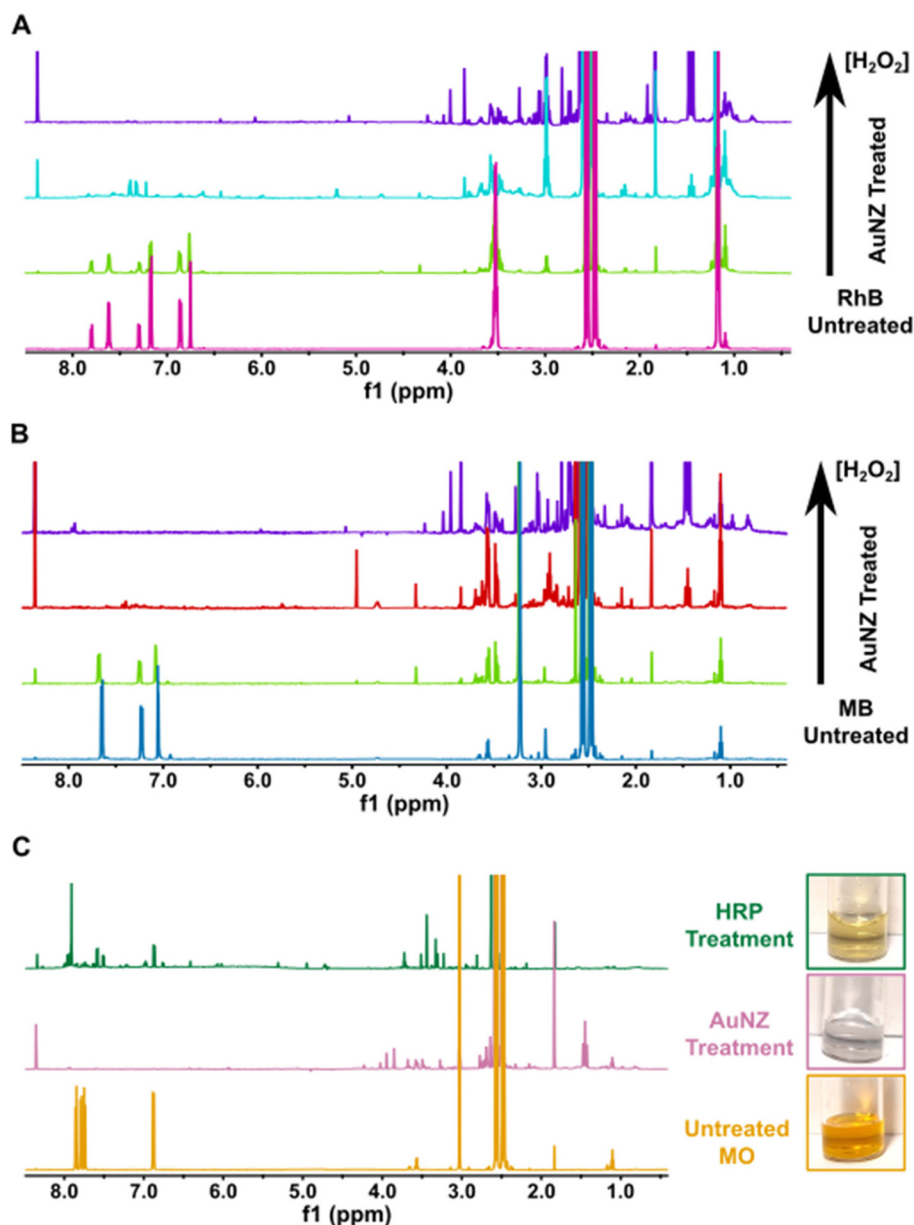 A
[H₂O₂]
AuNZ Treated
RhB
Untreated
8.0 7.0 6.0 5.0 4.0 3.0 2.0 1.0
f1 (ppm)
B
[H₂O₂]
AuNZ Treated
MB
Untreated
8.0 7.0 6.0 5.0 4.0 3.0 2.0 1.0
f1 (ppm)
C
HRP
Treatment
AuNZ
Treatment
Untreated
MO
8.0 7.0 6.0 5.0 4.0 3.0 2.0 1.0
f1 (ppm)